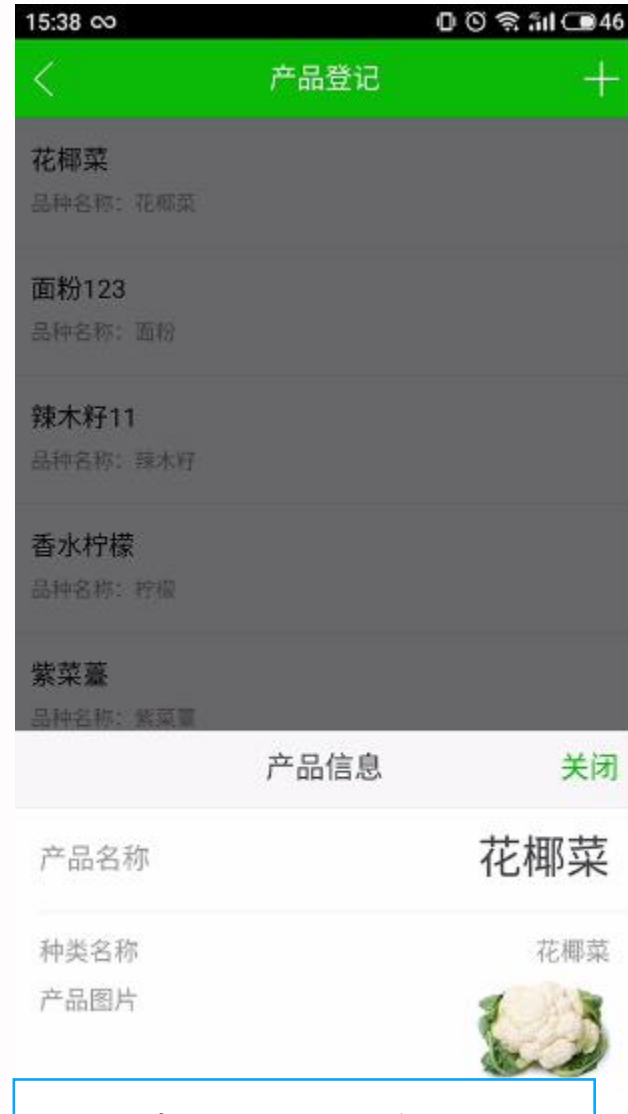 15:38
46
产品登记
花椰菜
品种名称：花椰菜
面粉123
品种名称：面粉
辣木籽11
品种名称：辣木籽
香水柠檬
品种名称：柠檬
紫菜薹
品种名称：紫菜薹
产品信息 关闭
产品名称 花椰菜
种类名称 花椰菜
产品图片